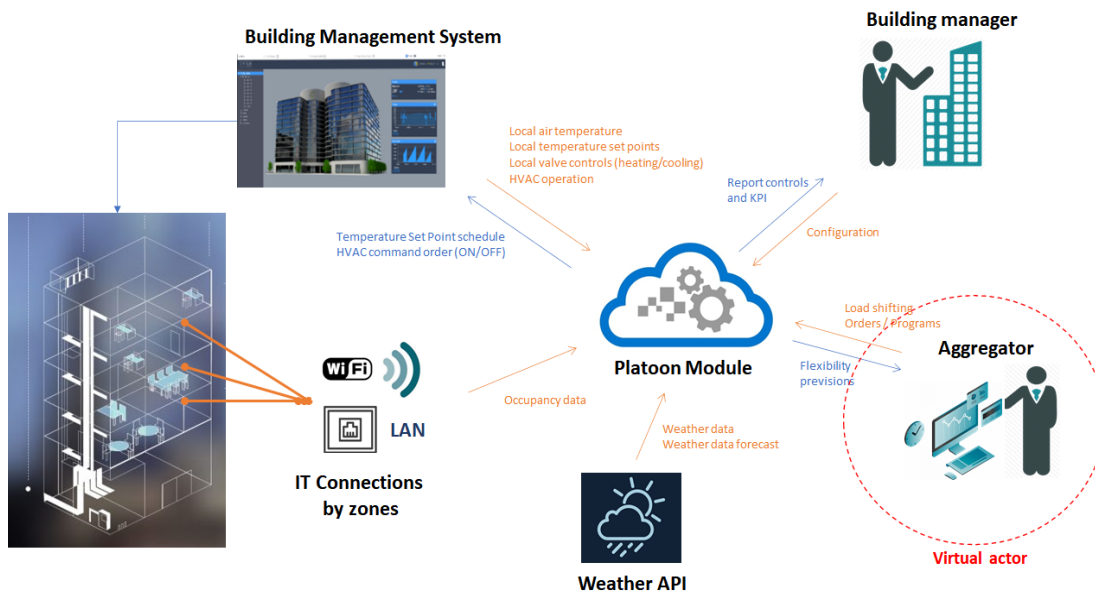 Building manager
Building Management System
Local air temperature
Local temperature set points
Local valve controls (heating/cooling)
HVAC operation
Report controls
and KPI
Temperature Set Point schedule
HVAC command order (ON/OFF)
Configuration
Load shifting
Orders / Programs
Aggregator
Platoon Module
Flexibility
previsions
WiFi
Occupancy data
LAN
Weather data
Weather data forecast
IT Connections
by zones
Virtual actor
Weather API